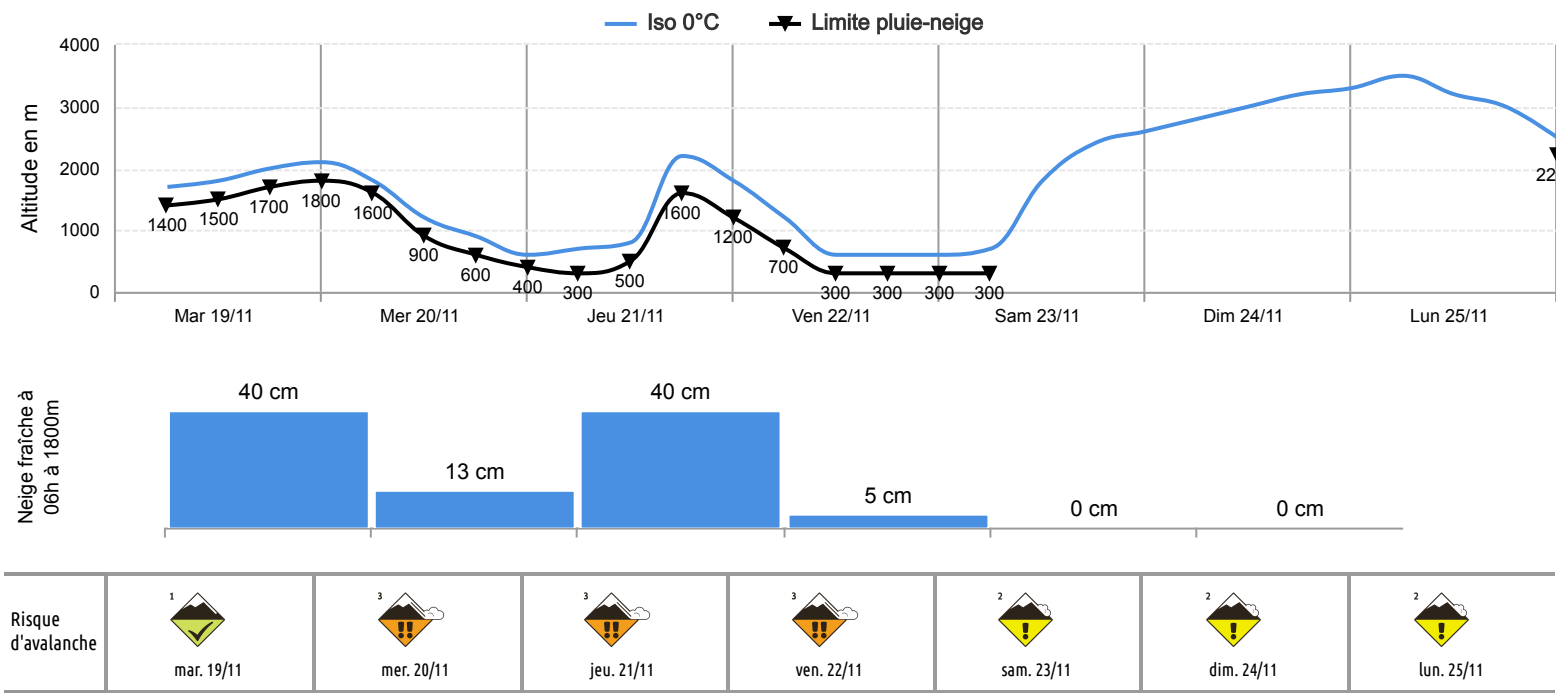 Iso 0°C Limite pluie-neige
Altitude en m
4000
3000
2000
1000
0
1400 1500 1700 1800 1600 900 600 400 300 500 1600 1200 700 300 300 300 300 22
Mar 19/11 Mer 20/11 Jeu 21/11 Ven 22/11 Sam 23/11 Dim 24/11 Lun 25/11
Neige fraîche à
06h à 1800m
40 cm 13 cm 40 cm 5 cm 0 cm 0 cm
Risque
d'avalanche
1 3 3 3 2 2 2
!! !! !! ! ! !
mar. 19/11 mer. 20/11 jeu. 21/11 ven. 22/11 sam. 23/11 dim. 24/11 lun. 25/11